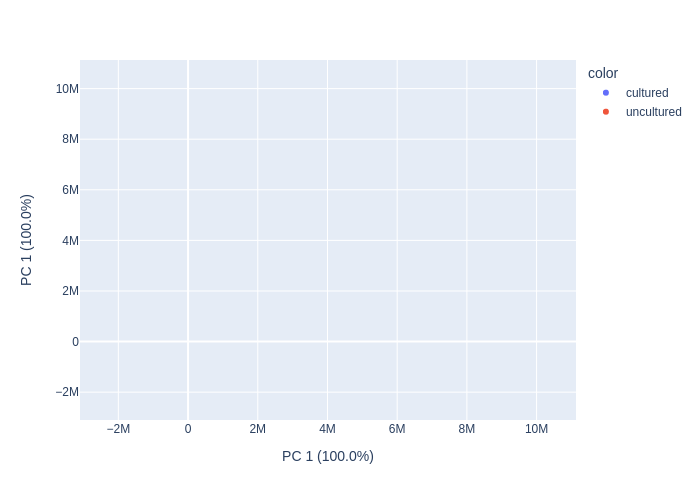 color
cultured
uncultured
10M
8M
6M
4M
2M
0
−2M
PC 1 (100.0%)
−2M 0 2M 4M 6M 8M 10M
PC 1 (100.0%)